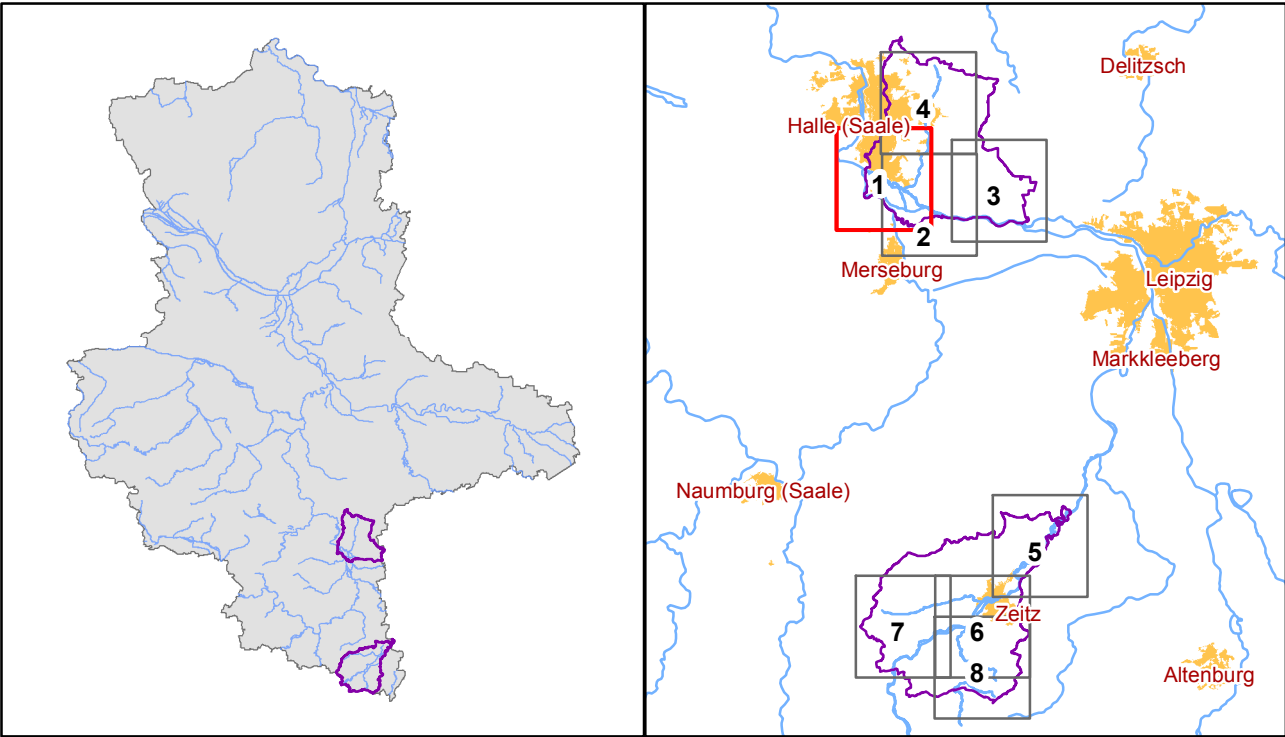 Delitzsch
4
Halle (Saale)
1
3
2
Merseburg
Leipzig
Markkleeberg
Naumburg (Saale)
5
Zeitz
7
6
8
Altenburg